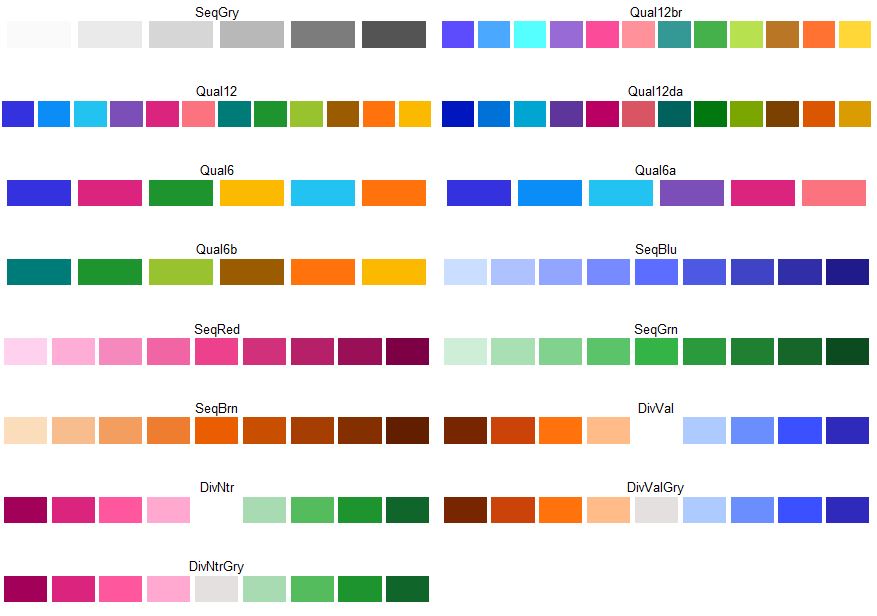 SeqGry
Qual12br
Qual12
Qual12da
Qual6
Qual6a
Qual6b
SeqBlu
SeqRed
SeqGrn
SeqBrn
DivVal
DivNtr
DivValGry
DivNtrGry